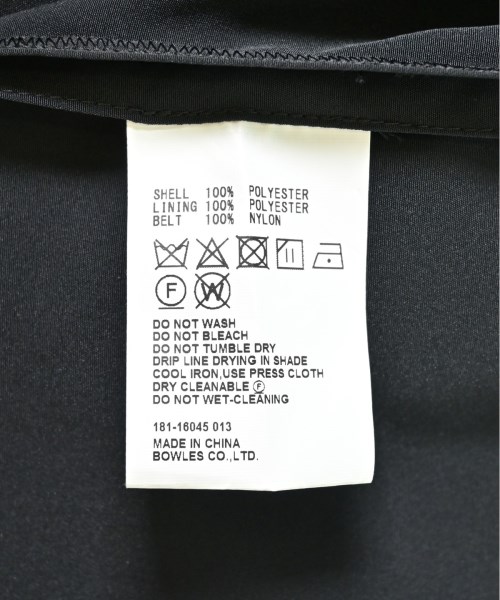 SHELL 100% POLYESTER
LINING 100% POLYESTER
BELT 100% NYLON
F W
DO NOT WASH
DO NOT BLEACH
DO NOT TUMBLE DRY
DRIP LINE DRYING IN SHADE
COOL IRON,USE PRESS CLOTH
DRY CLEANABLE Ⓕ
DO NOT WET-CLEANING
181-16045 013
MADE IN CHINA
BOWLES CO.,LTD.